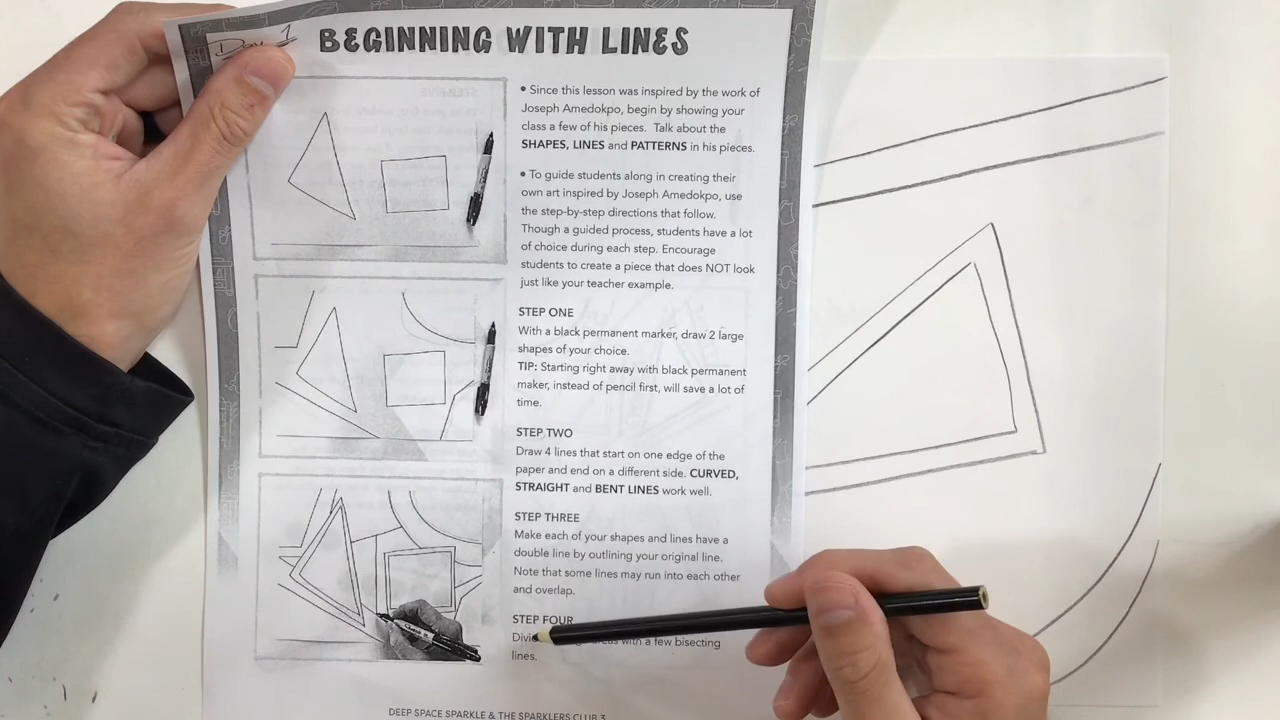 Day 1
BEGINNING WITH LINES
• Since this lesson was inspired by the work of
Joseph Amedokpo, begin by showing your
class a few of his pieces. Talk about the
SHAPES, LINES and PATTERNS in his pieces.
• To guide students along in creating their
own art inspired by Joseph Amedokpo, use
the step-by-step directions that follow.
Though a guided process, students have a lot
of choice during each step. Encourage
students to create a piece that does NOT look
just like your teacher example.
STEP ONE
With a black permanent marker, draw 2 large
shapes of your choice.
TIP: Starting right away with black permanent
maker, instead of pencil first, will save a lot of
time.
STEP TWO
Draw 4 lines that start on one edge of the
paper and end on a different side. CURVED,
STRAIGHT and BENT LINES work well.
STEP THREE
Make each of your shapes and lines have a
double line by outlining your original line.
Note that some lines may run into each other
and overlap.
STEP FOUR
with a few bisecting
lines.
DEEP SPACE SPARKLE & THE SPARKLERS CLUB 3